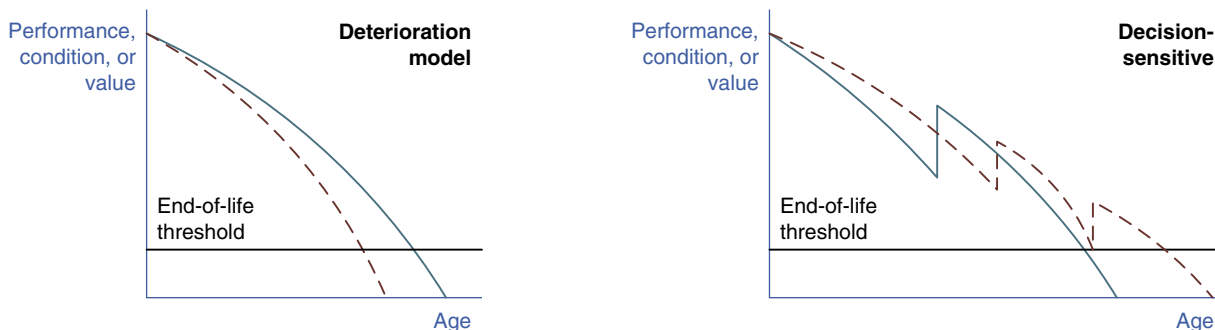 Performance,
condition, or
value
Deterioration
model
End-of-life
threshold
Age
Performance,
condition, or
value
Decision-
sensitive
End-of-life
threshold
Age